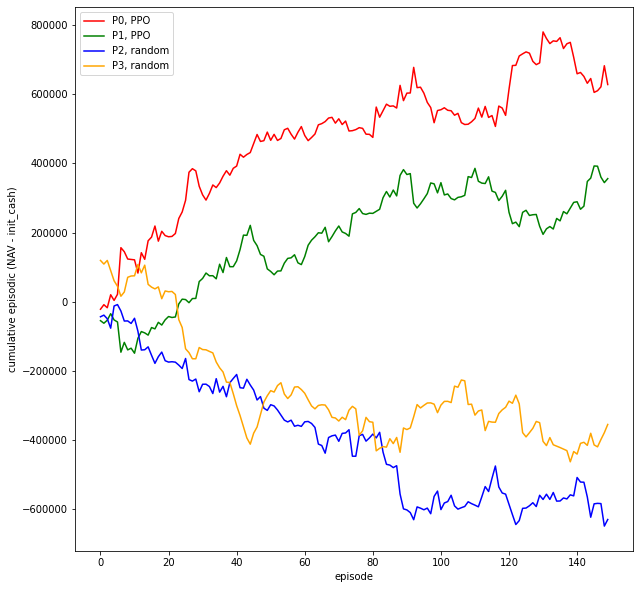 P0, PPO
P1, PPO
P2, random
P3, random
800000
600000
400000
200000
0
−200000
−400000
−600000
cumulative episodic (NAV - init_cash)
0 20 40 60 80 100 120 140
episode